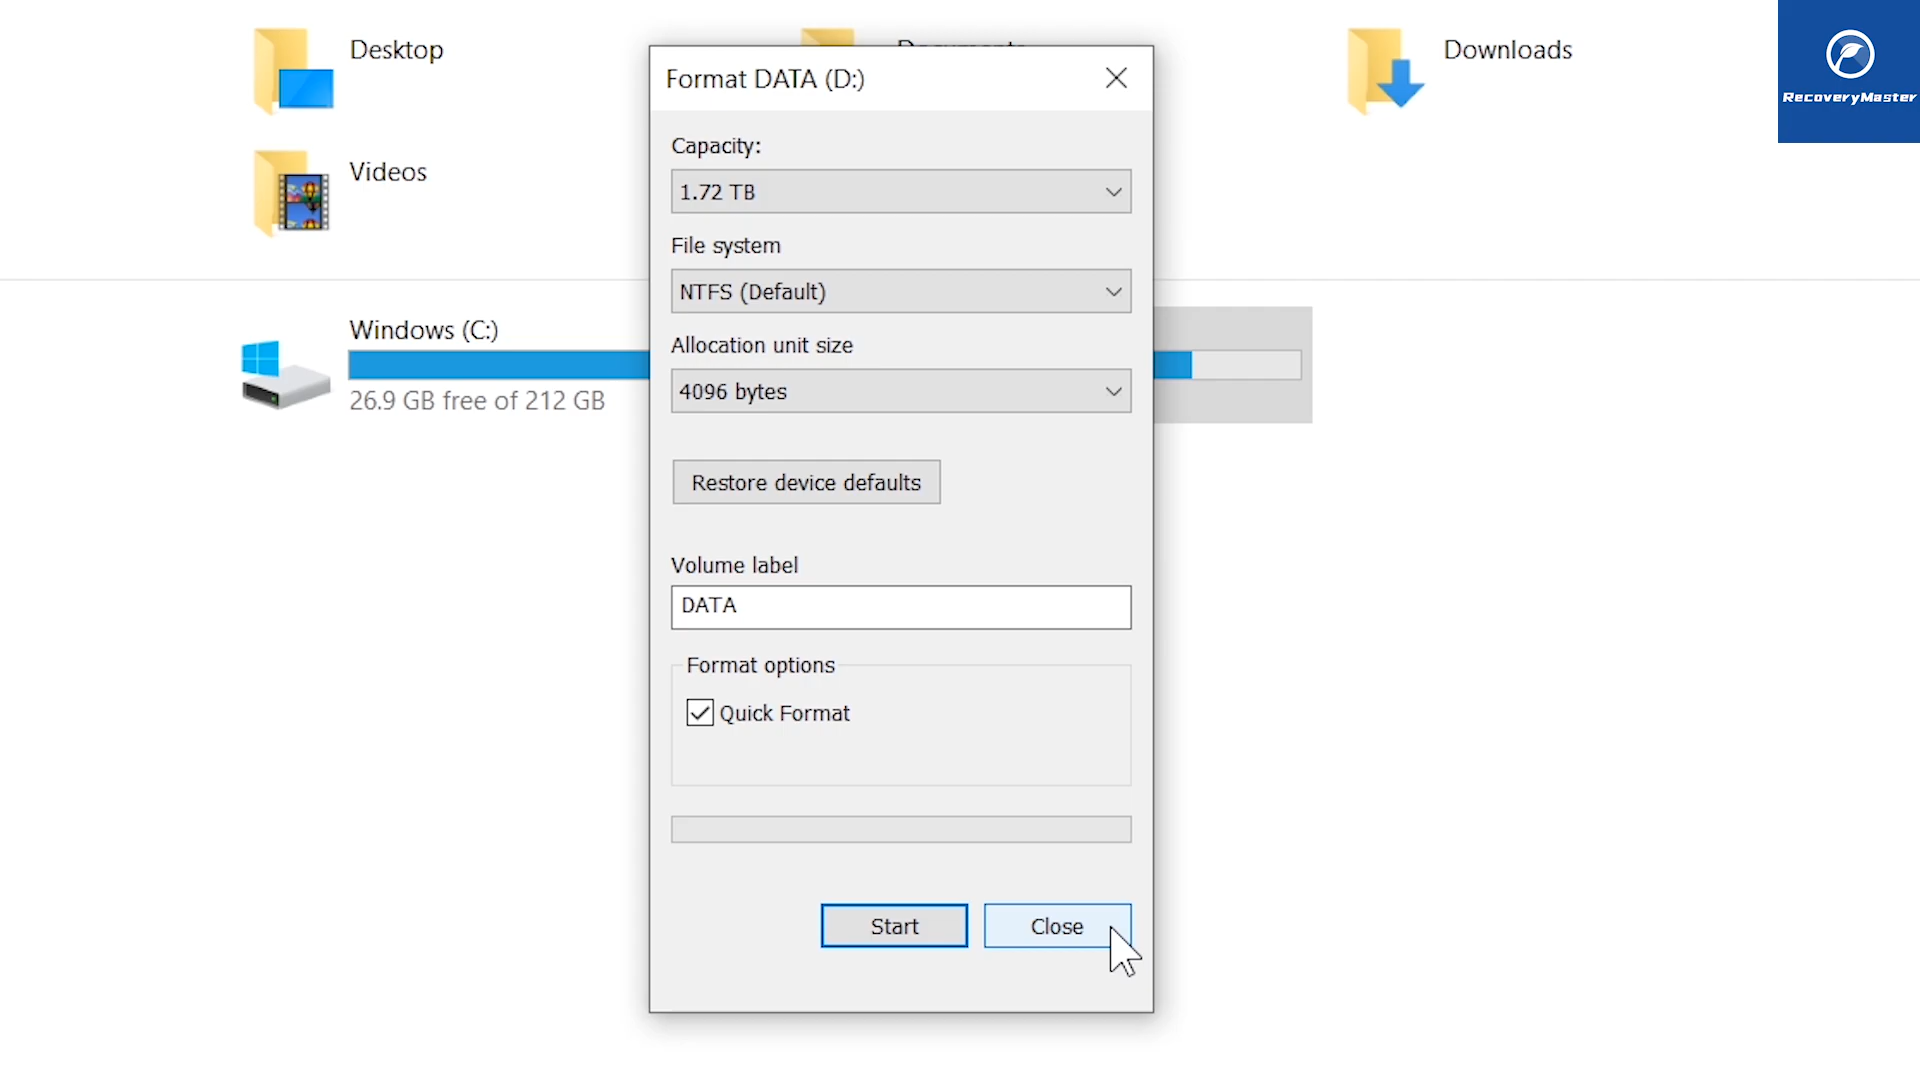 Desktop
Downloads
RecoveryMaster
Videos
Windows (C:)
26.9 GB free of 212 GB
Format DATA (D:)
Capacity:
1.72 TB
File system
NTFS (Default)
Allocation unit size
4096 bytes
Restore device defaults
Volume label
DATA
Format options
Quick Format
Start
Close